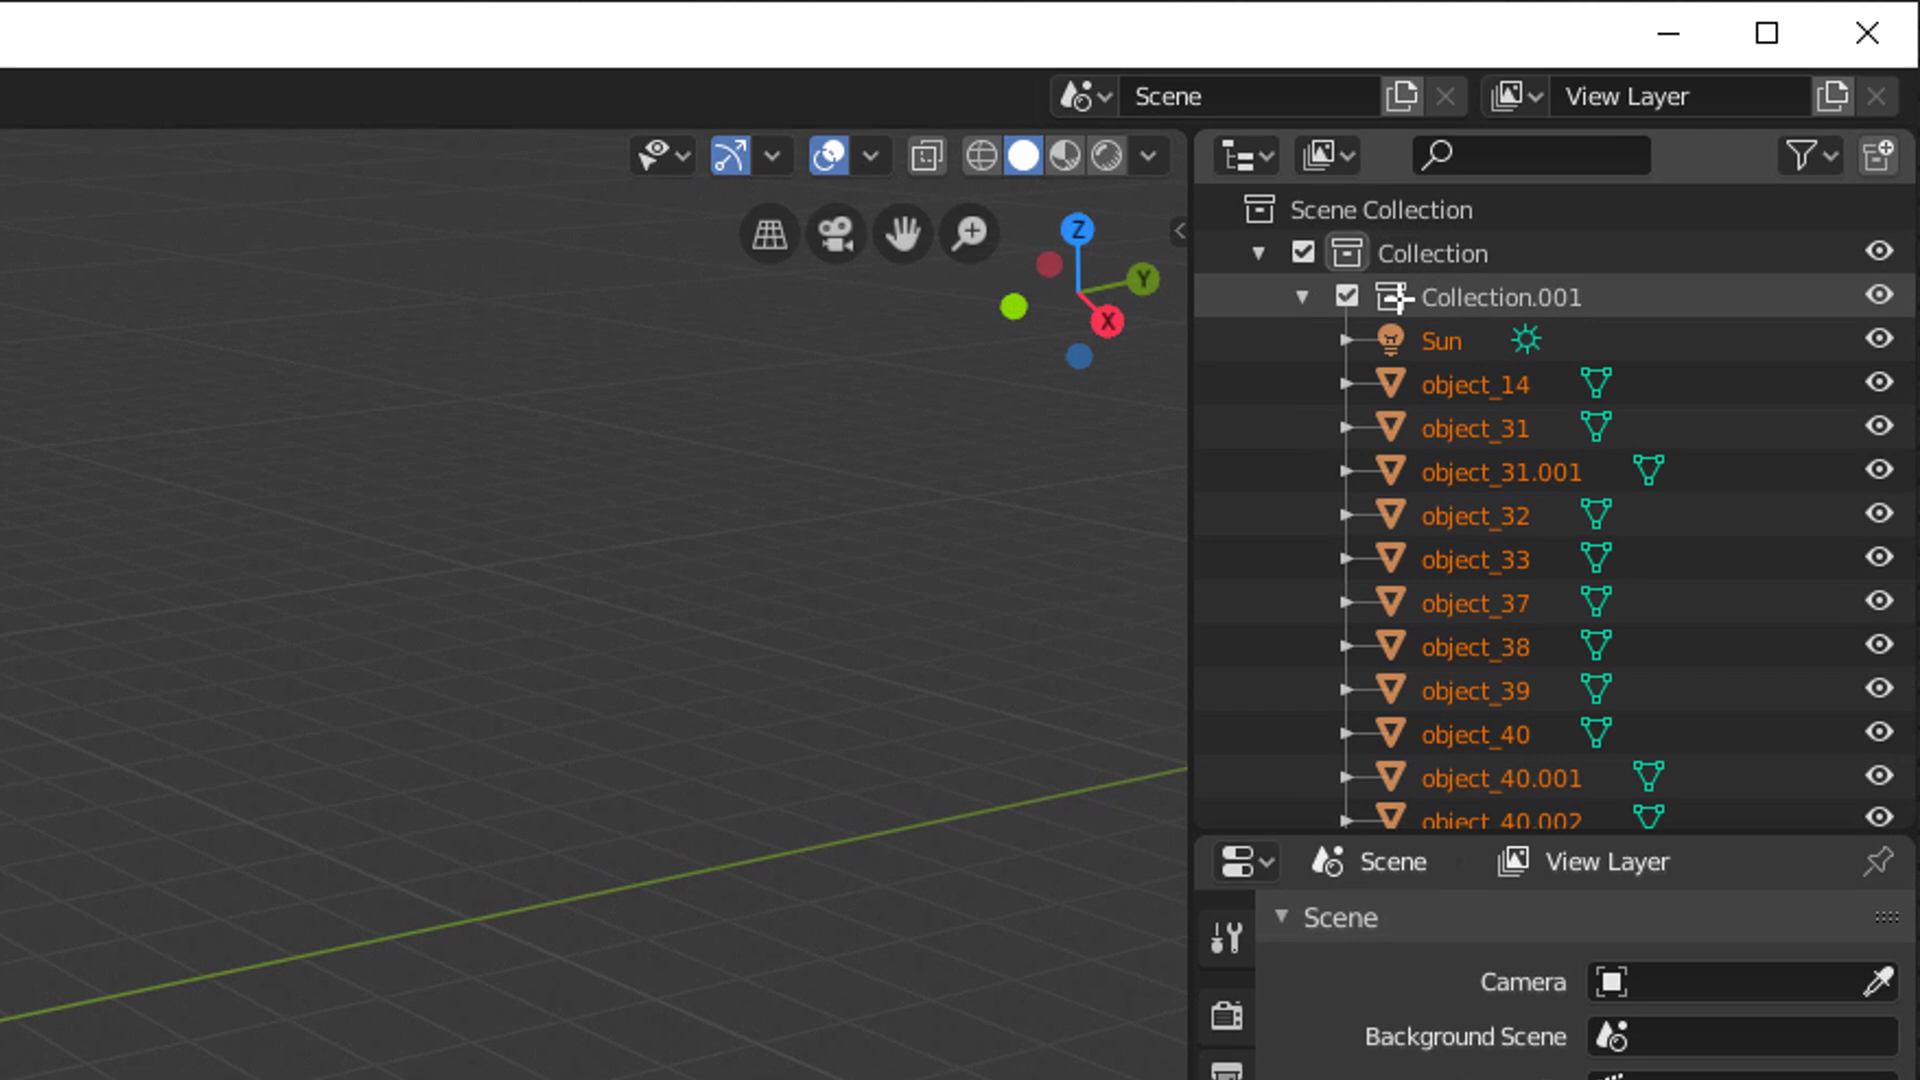 Scene
View Layer
Scene Collection
Collection
Collection.001
Sun
object_14
object_31
object_31.001
object_32
object_33
object_37
object_38
object_39
object_40
object_40.001
object_40.002
Z
Y
X
Scene
View Layer
Scene
Camera
Background Scene